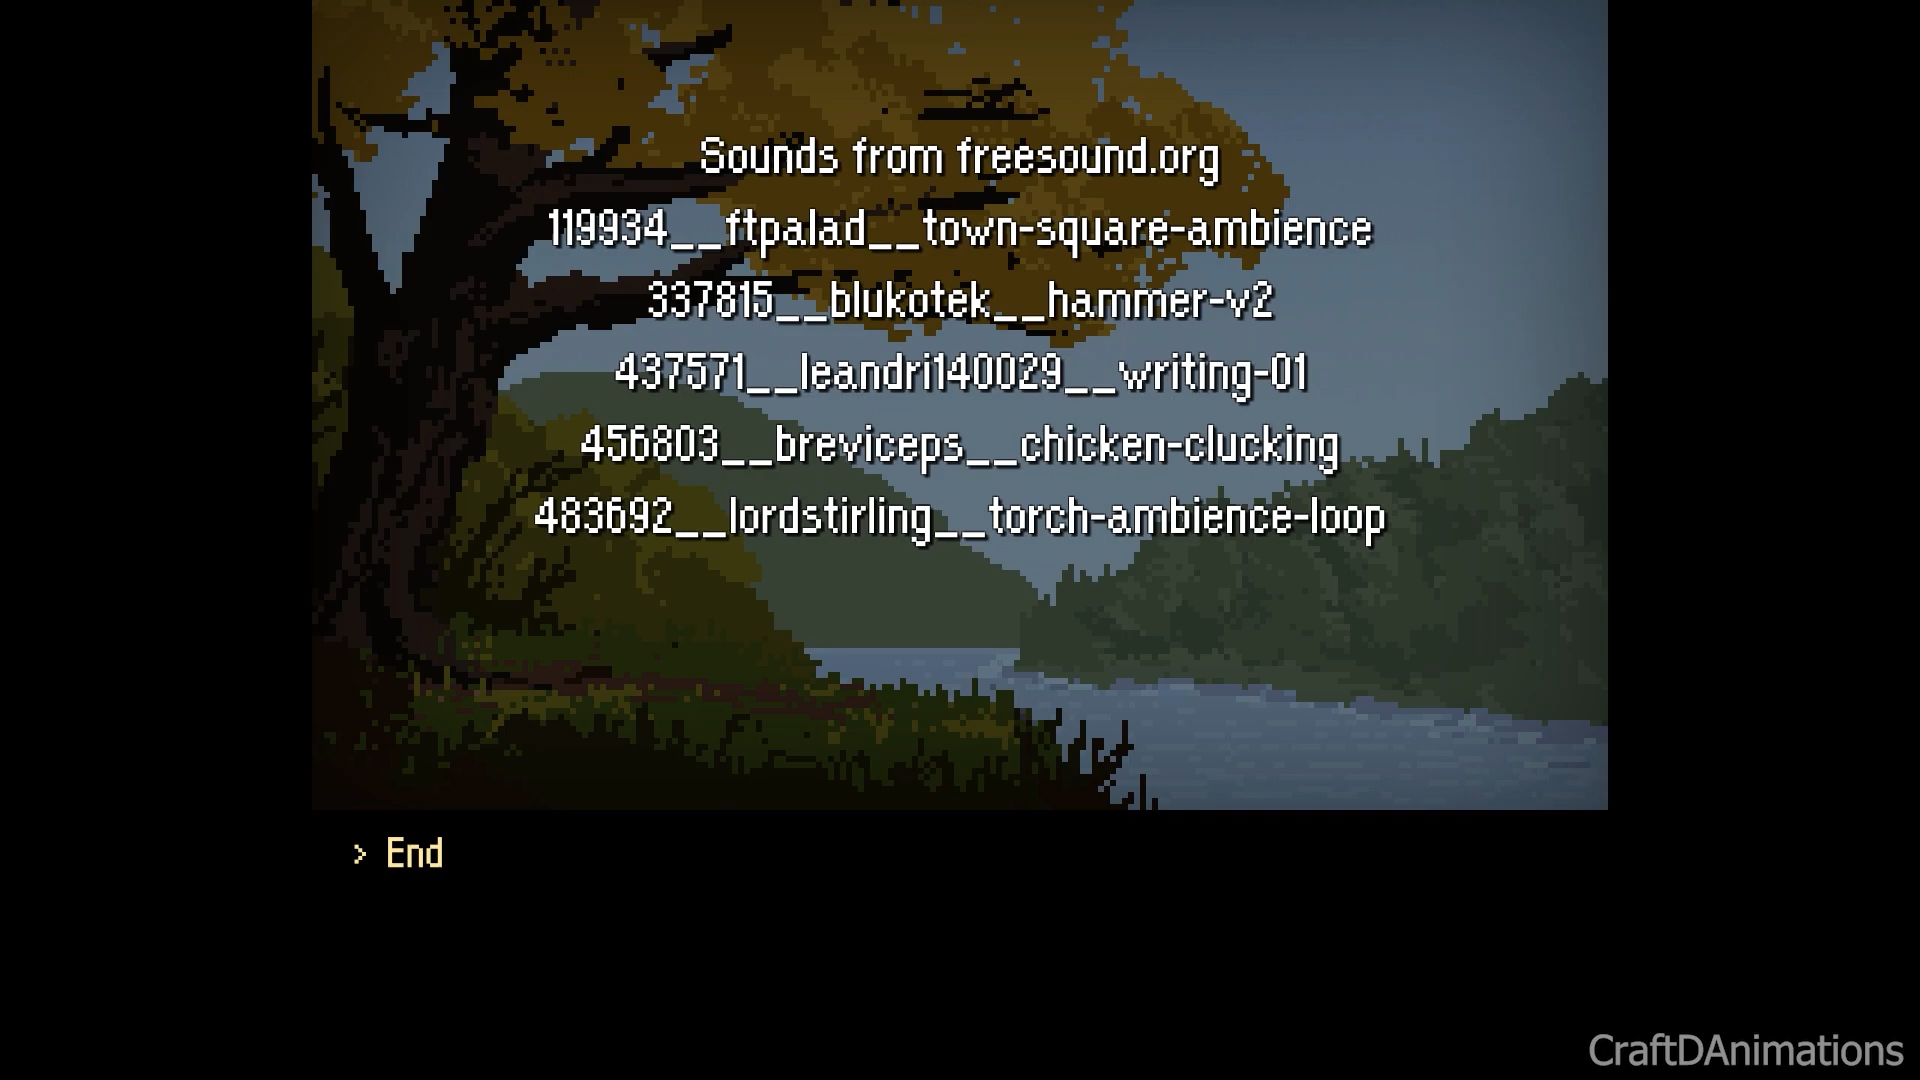 Sounds from freesound.org
119934__ftpalad__town-square-ambience
337815__blukotek__hammer-v2
437571__leandri140029__writing-01
456803__breviceps__chicken-clucking
483692__lordstirling__torch-ambience-loop
> End
CraftDAnimations